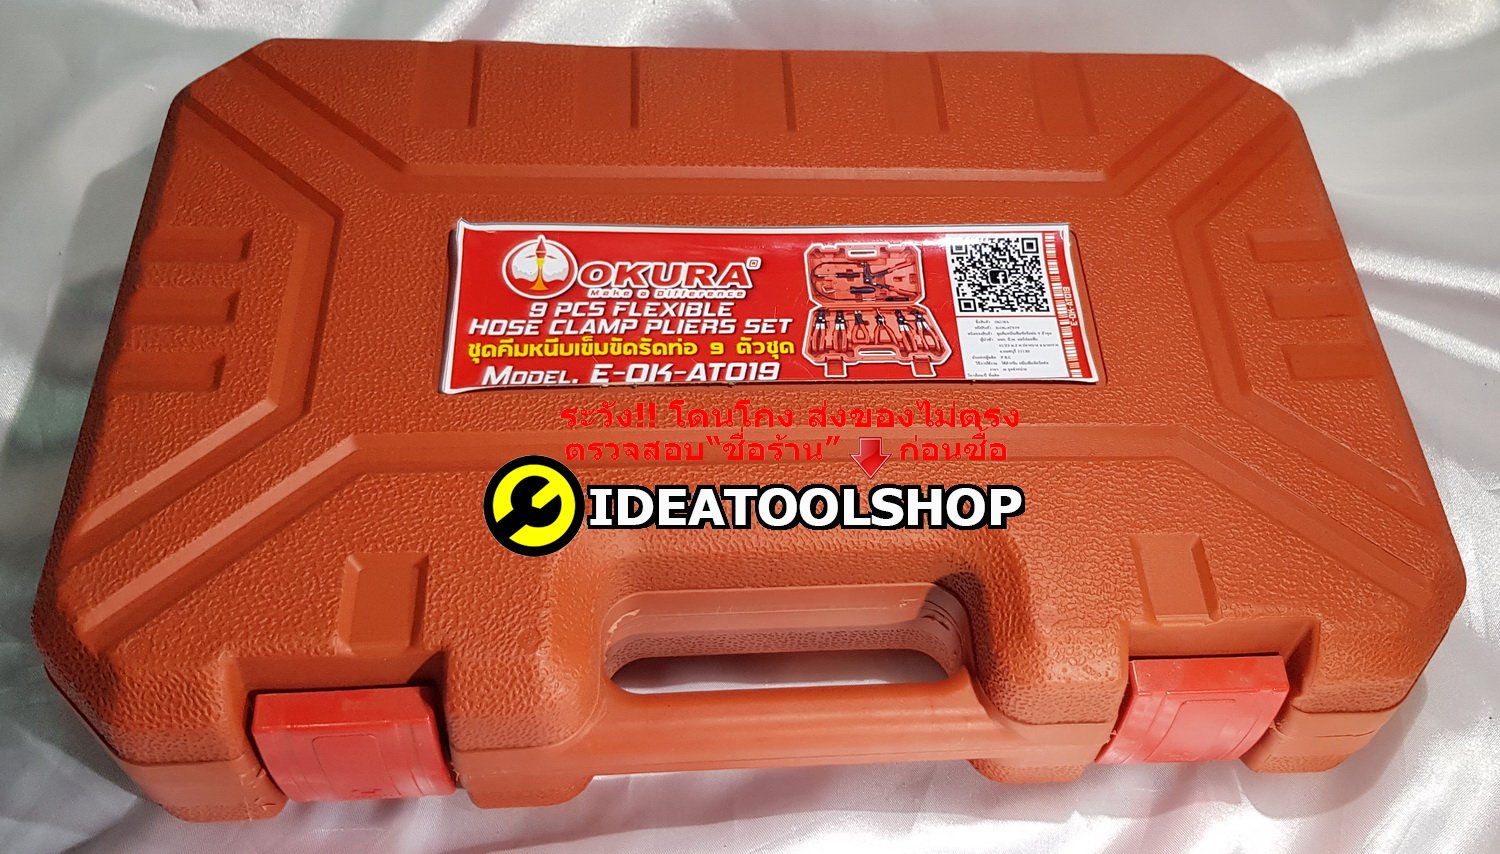 OKURA
Make a Difference
9 PCS FLEXIBLE
HOSE CLAMP PLIERS SET
ชุดคีมหนีบเข็มขัดรัดท่อ 9 ตัวชุด
MODEL. E-OK-AT019
E-OK-AT019
ระวัง!! โดนโกง ส่งของไม่ตรง
ตรวจสอบ“ชื่อร้าน” ก่อนซื้อ
IDEATOOLSHOP